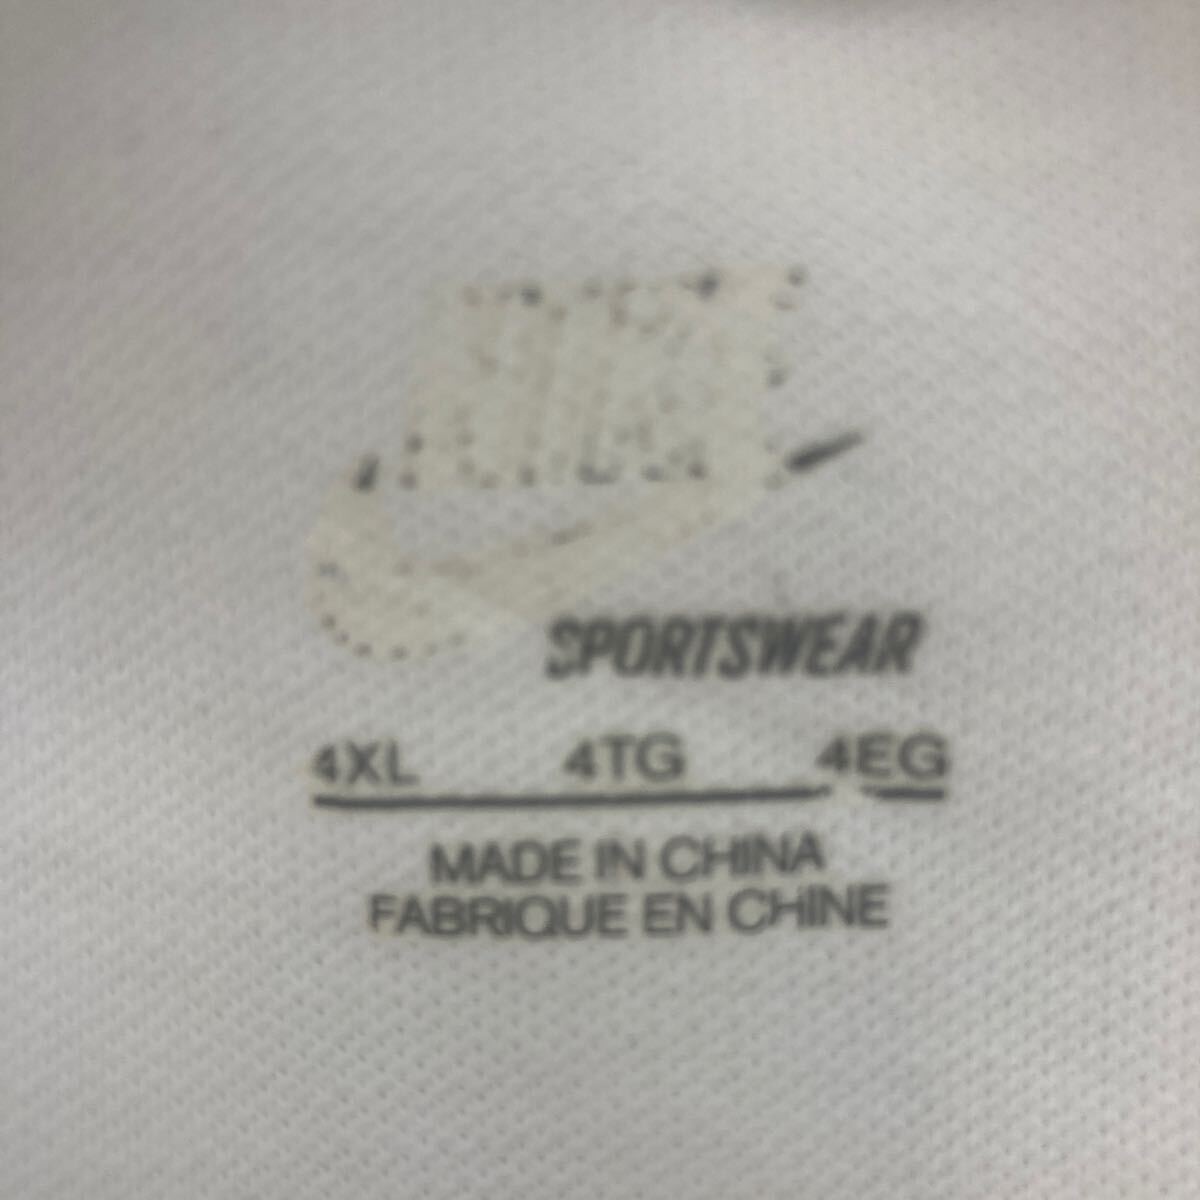 SPORTSWEAR
4XL 4TG 4EG
MADE IN CHINA
FABRIQUE EN CHINE